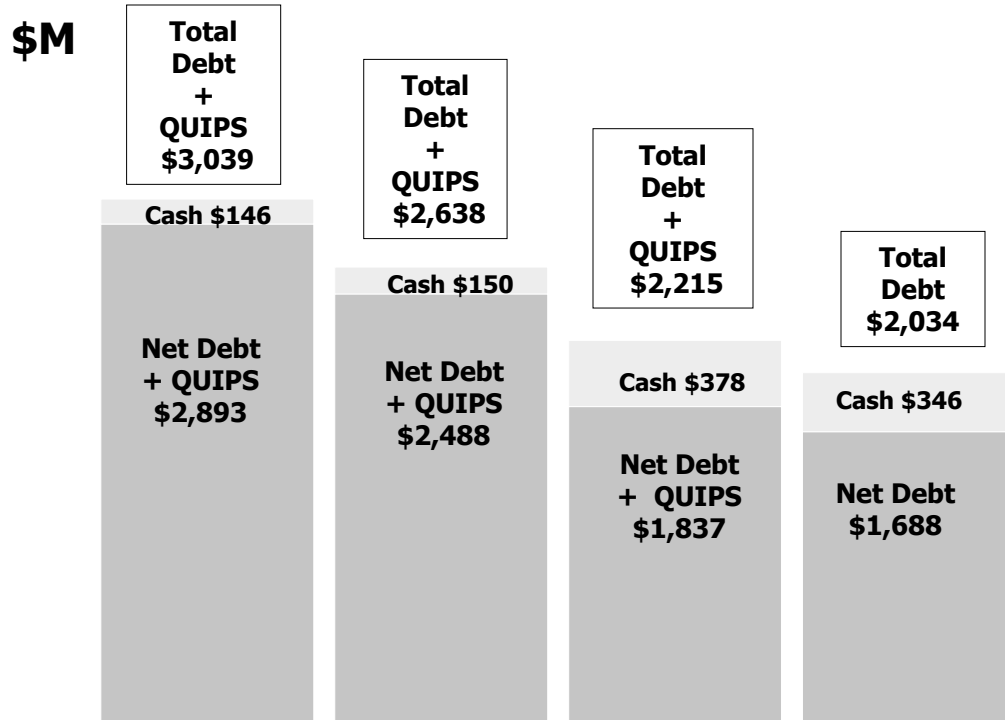 $M
Total
Debt
+
QUIPS
$3,039
Cash $146
Net Debt
+ QUIPS
$2,893
Total
Debt
+
QUIPS
$2,638
Cash $150
Net Debt
+ QUIPS
$2,488
Total
Debt
+
QUIPS
$2,215
Cash $378
Net Debt
+ QUIPS
$1,837
Total
Debt
$2,034
Cash $346
Net Debt
$1,688